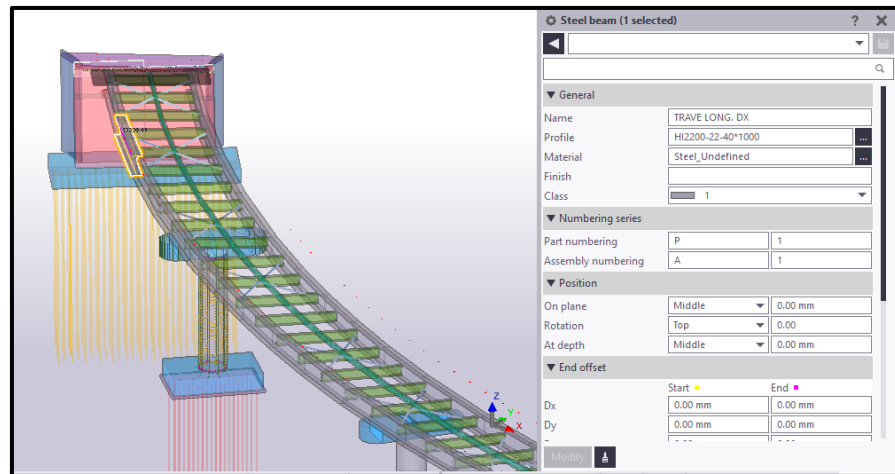 Steel beam (1 selected) ? X
General
Name TRAVE LONG. DX
Profile HI2200-22-40*1000 ...
Material Steel_Undefined ...
Finish
Class 1
Numbering series
Part numbering P 1
Assembly numbering A 1
Position
On plane Middle 0.00 mm
Rotation Top 0.00
At depth Middle 0.00 mm
End offset
Start End
Dx 0.00 mm 0.00 mm
Dy 0.00 mm 0.00 mm
Modify
Z
Y
X